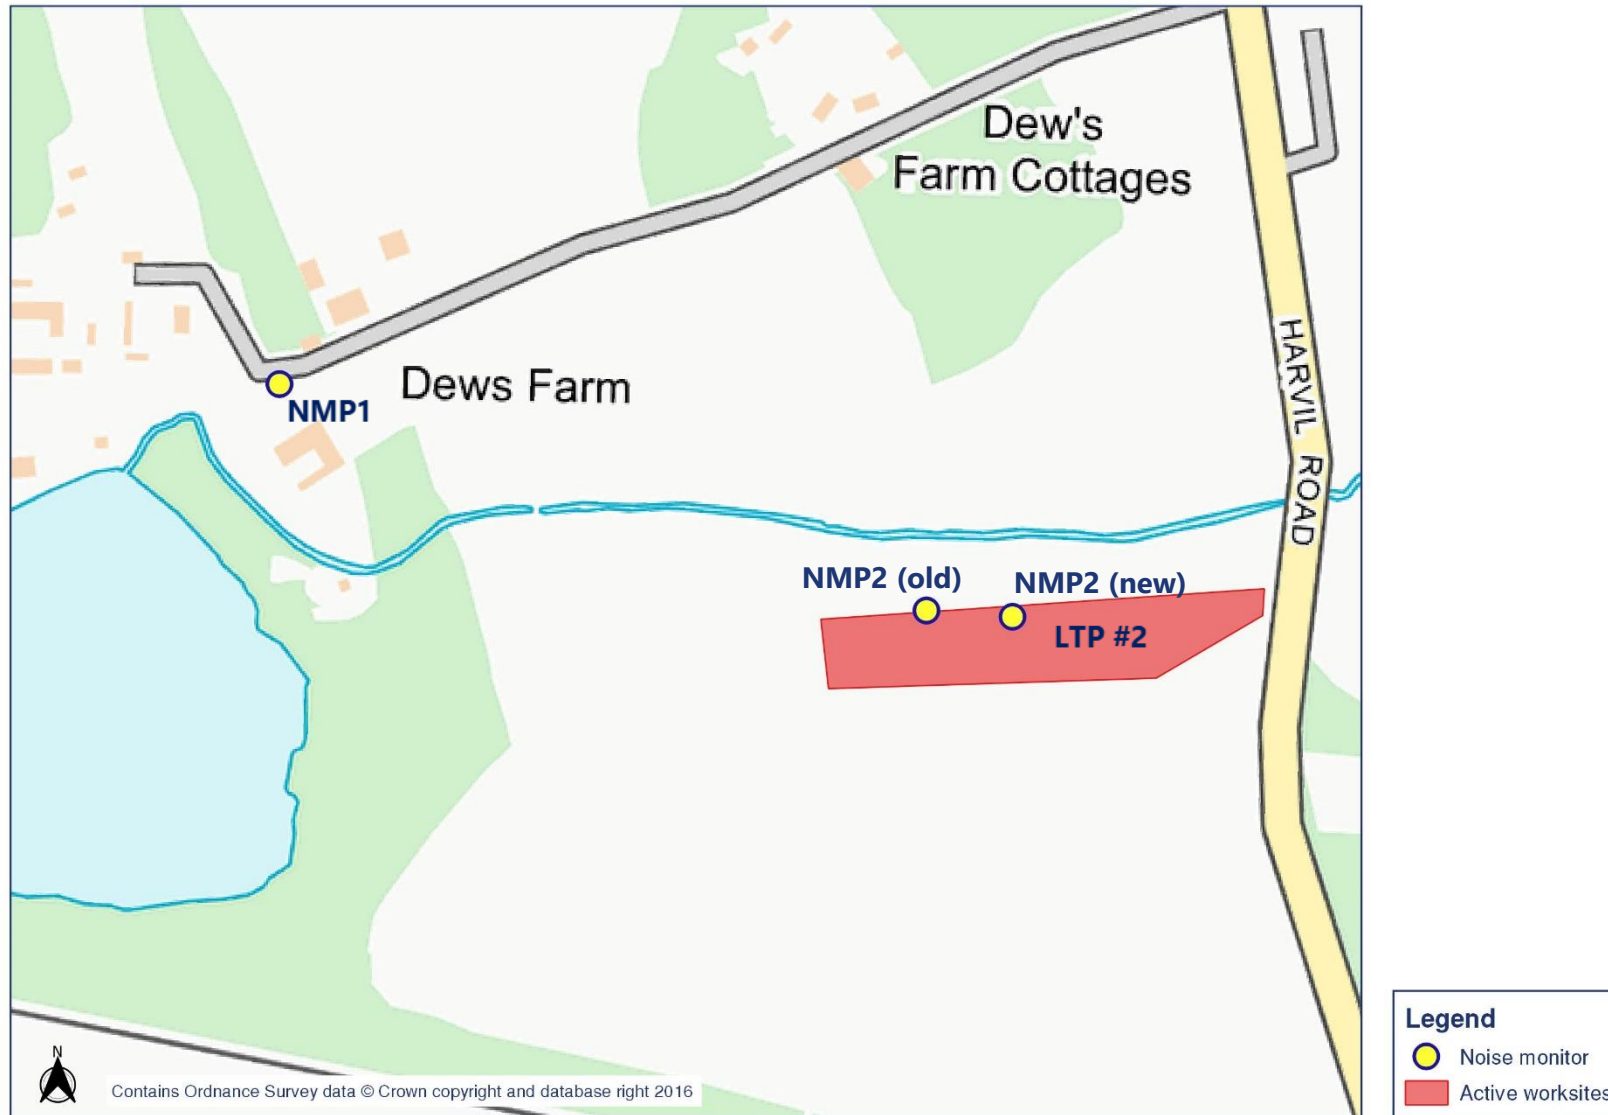 Dew's
Farm Cottages
HARVIL ROAD
Dews Farm
NMP1
NMP2 (old)
NMP2 (new)
LTP #2
N
Contains Ordnance Survey data © Crown copyright and database right 2016
Legend
Noise monitor
Active worksites